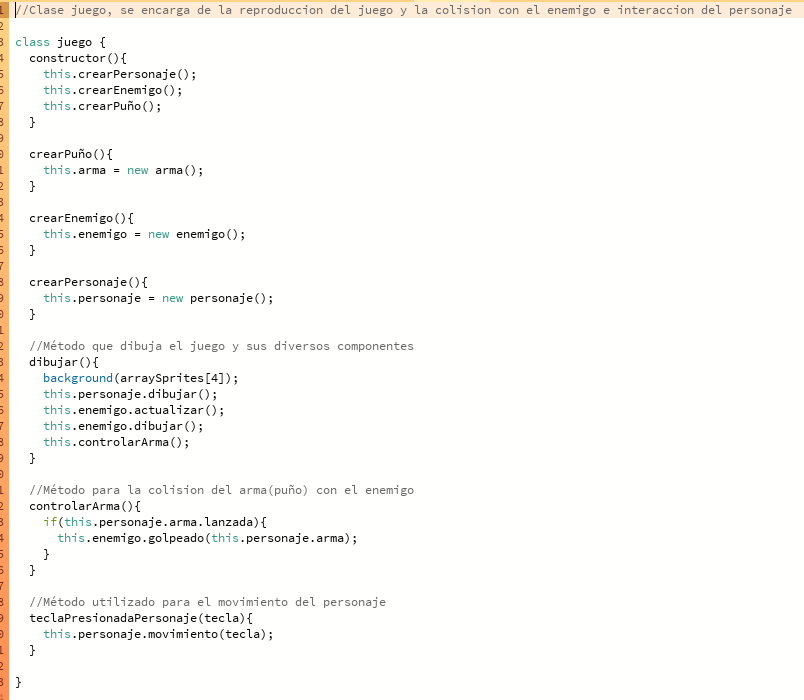 //Clase juego, se encarga de la reproduccion del juego y la colision con el enemigo e interaccion del personaje
class juego {
constructor(){
this.crearPersonaje();
this.crearEnemigo();
this.crearPuño();
}
crearPuño(){
this.arma = new arma();
}
crearEnemigo(){
this.enemigo = new enemigo();
}
crearPersonaje(){
this.personaje = new personaje();
}
//Método que dibuja el juego y sus diversos componentes
dibujar(){
background(arraySprites[4]);
this.personaje.dibujar();
this.enemigo.actualizar();
this.enemigo.dibujar();
this.controlarArma();
}
//Método para la colision del arma(puño) con el enemigo
controlarArma(){
if(this.personaje.arma.lanzada){
this.enemigo.golpeado(this.personaje.arma);
}
}
//Método utilizado para el movimiento del personaje
teclaPresionadaPersonaje(tecla){
this.personaje.movimiento(tecla);
}
}